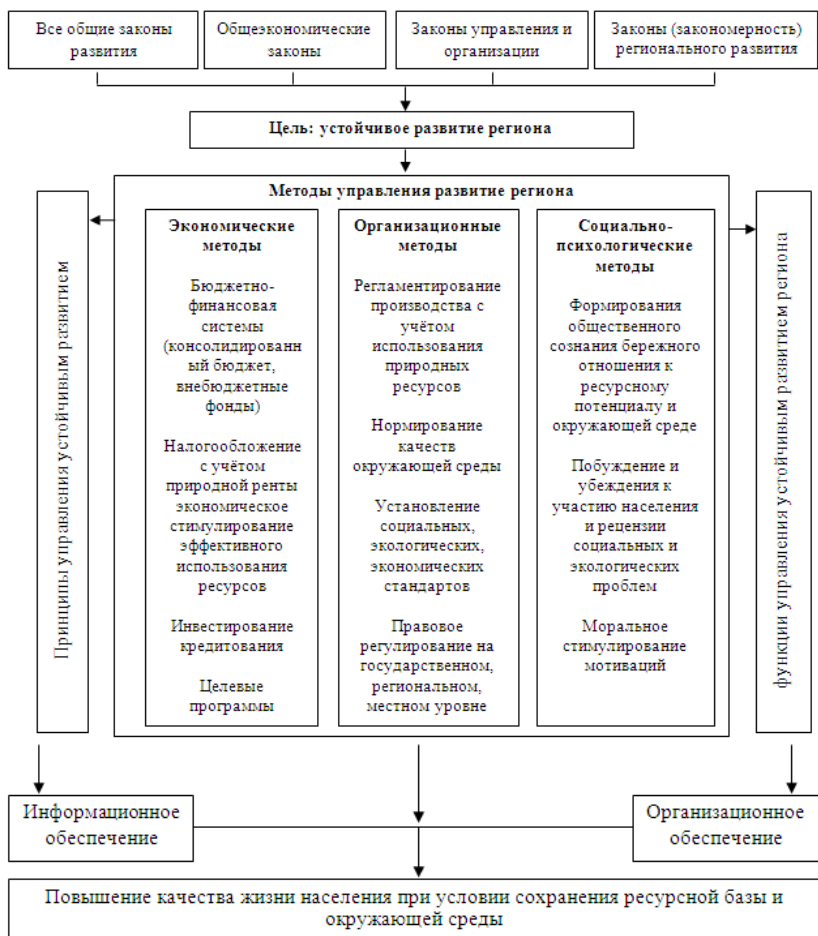 Все общие законы
развития
Общеэкономические
законы
Законы управления и
организации
Законы (закономерность)
регионального развития
Цель: устойчивое развитие региона
Методы управления развитие региона
Принципы управления устойчивым развитием
Экономические
методы
Бюджетно-
финансовая
системы
(консолидированн
ный бюджет,
внебюджетные
фонды)
Налогообложение
с учётом
природной ренты
экономическое
стимулирование
эффективного
использования
ресурсов
Инвестирование
кредитования
Целевые
программы
Организационные
методы
Регламентирование
производства с
учётом
использования
природных
ресурсов
Нормирование
качеств
окружающей среды
Установление
социальных,
экологических,
экономических
стандартов
Правовое
регулирование на
государственном,
региональном,
местном уровне
Социально-
психологические
методы
Формирования
общественного
сознания бережного
отношения к
ресурсному
потенциалу и
окружающей среде
Побуждение и
убеждения к
участию населения
и рецензии
социальных и
экологических
проблем
Моральное
стимулирование
мотиваций
функции управления устойчивым развитием региона
Информационное
обеспечение
Организационное
обеспечение
Повышение качества жизни населения при условии сохранения ресурсной базы и
окружающей среды